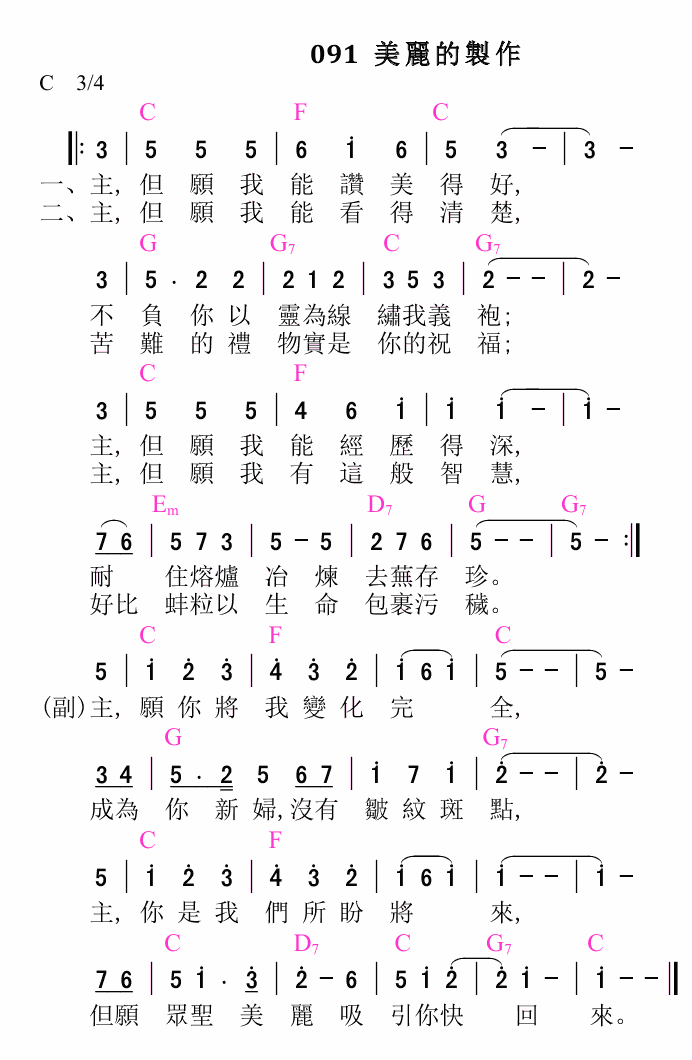 091 美麗的製作
C 3/4
C F C
3 | 5 5 5 | 6 i 6 | 5 3 - | 3 -
一、主, 但 願 我 能 讚 美 得 好,
二、主, 但 願 我 能 看 得 清 楚,
G G7 C G7
3 | 5 . 2 2 | 2 1 2 | 3 5 3 | 2 - - | 2 -
不 負 你 以 靈為線 繡我義 袍;
苦 難 的 禮 物實是 你的祝 福;
C F
3 | 5 5 5 | 4 6 i | i i - | i -
主, 但 願 我 能 經 歷 得 深,
主, 但 願 我 有 這 般 智 慧,
Em D7 G G7
7 6 | 5 7 3 | 5 - 5 | 2 7 6 | 5 - - | 5 - :||
耐 住熔爐 冶 煉 去蕪存 珍。
好比 蚌粒以 生 命 包裹污 穢。
C F C
5 | i 2̇ 3̇ | 4̇ 3̇ 2̇ | i 6 i | 5 - - | 5 -
(副)主, 願 你 將 我 變 化 完 全,
G G7
3 4 | 5 . 2̇ 5 6 7 | i 7 i | 2̇ - - | 2̇ -
成為 你 新 婦,沒有 皺 紋 斑 點,
C F
5 | i 2̇ 3̇ | 4̇ 3̇ 2̇ | i 6 i | i - - | i -
主, 你 是 我 們 所 盼 將 來,
C D7 C G7 C
7 6 | 5 i . 3̇ | 2̇ - 6 | 5 i 2̇ | 2̇ i - | i - - ||
但願 眾聖 美 麗 吸 引你快 回 來。